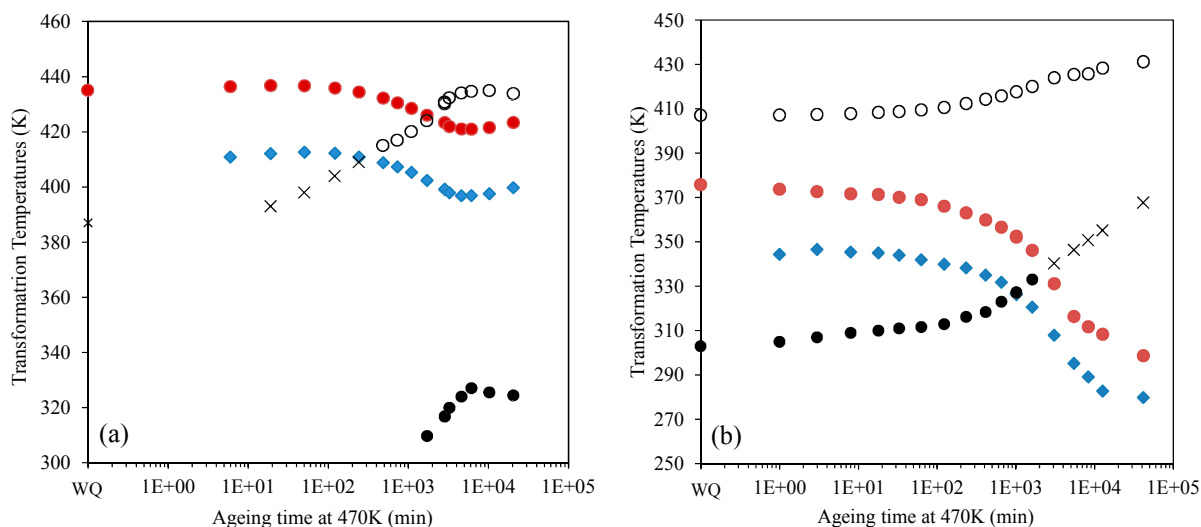 Transformatrion Temperatures (K)
460
440
420
400
380
360
340
320
300
(a)
WQ 1E+00 1E+01 1E+02 1E+03 1E+04 1E+05
Ageing time at 470K (min)
Transformation Temperatures (K)
450
430
410
390
370
350
330
310
290
270
250
(b)
WQ 1E+00 1E+01 1E+02 1E+03 1E+04 1E+05
Ageing time at 470K (min)